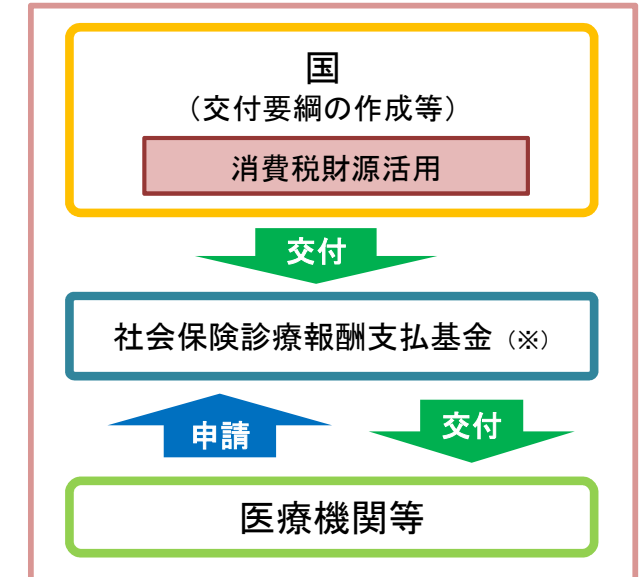 国
（交付要綱の作成等）
消費税財源活用
交付
社会保険診療報酬支払基金（※）
申請
交付
医療機関等